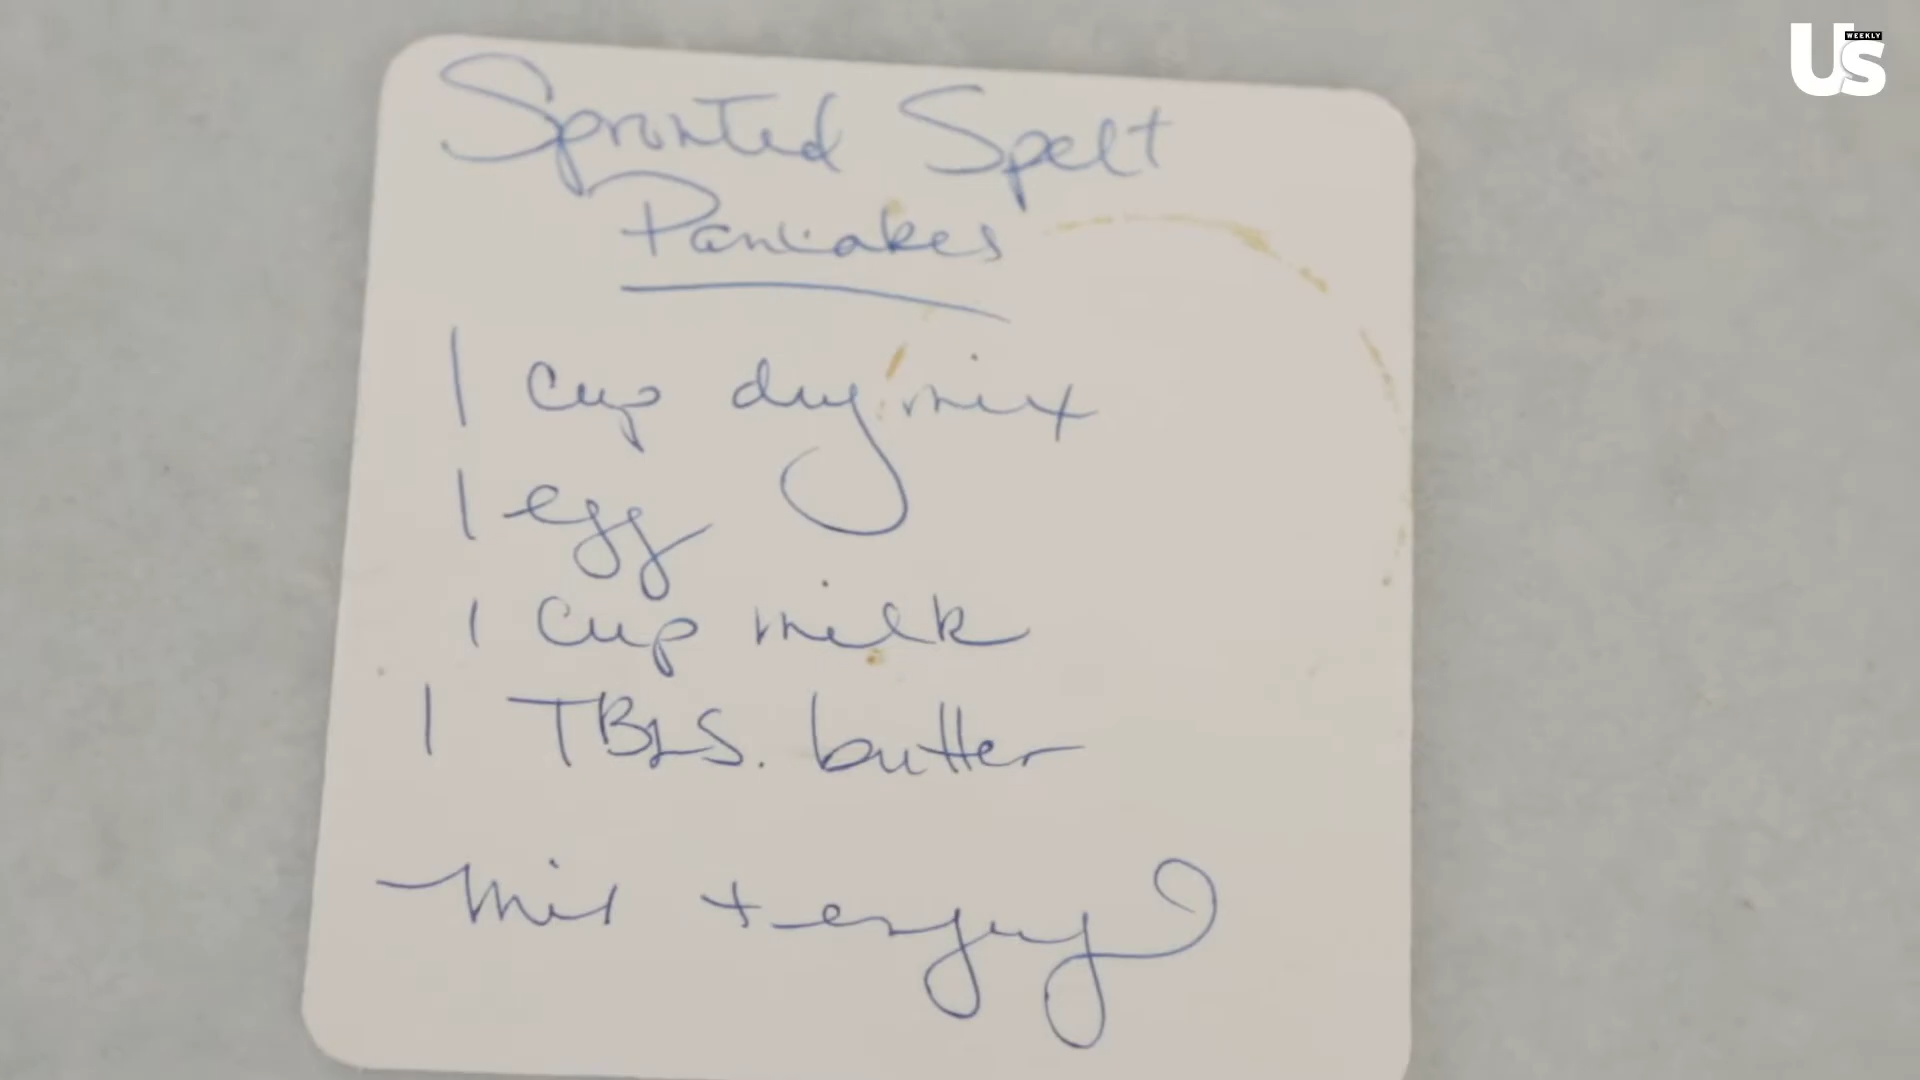 Us
WEEKLY
Sprouted Spelt
Pancakes
1 cup dry mix
1 egg
1 cup milk
1 TBLS. butter
Mix + enjoy